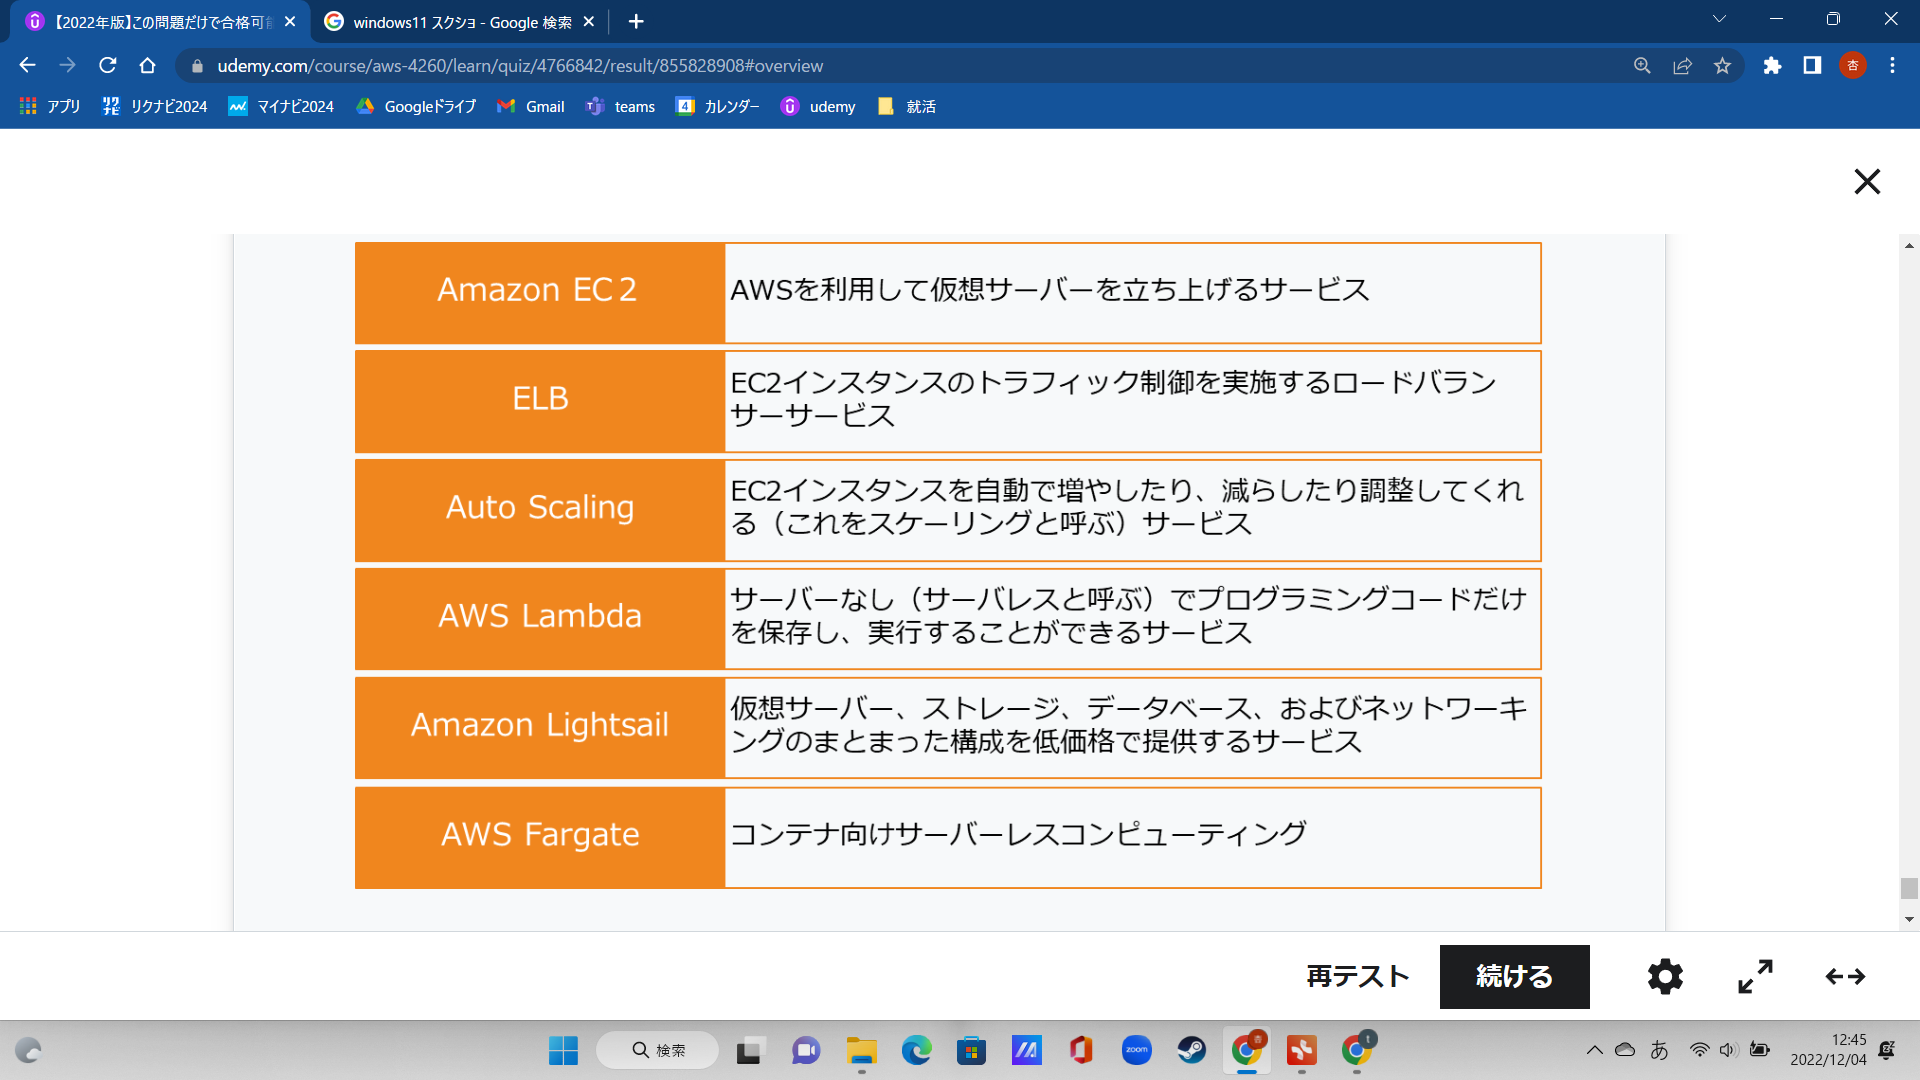 【2022年版】この問題だけで合格可
windows11 スクショ - Google 検索
udemy.com/course/aws-4260/learn/quiz/4766842/result/855828908#overview
杏
アプリ
リクナビ2024
マイナビ2024
Googleドライブ
Gmail
teams
カレンダー
udemy
就活
Amazon EC2
AWSを利用して仮想サーバーを立ち上げるサービス
ELB
EC2インスタンスのトラフィック制御を実施するロードバラン
サーサービス
Auto Scaling
EC2インスタンスを自動で増やしたり、減らしたり調整してくれ
る（これをスケーリングと呼ぶ）サービス
AWS Lambda
サーバーなし（サーバレスと呼ぶ）でプログラミングコードだけ
を保存し、実行することができるサービス
Amazon Lightsail
仮想サーバー、ストレージ、データベース、およびネットワーキ
ングのまとまった構成を低価格で提供するサービス
AWS Fargate
コンテナ向けサーバーレスコンピューティング
再テスト
続ける
検索
zoom
あ
12:45
2022/12/04